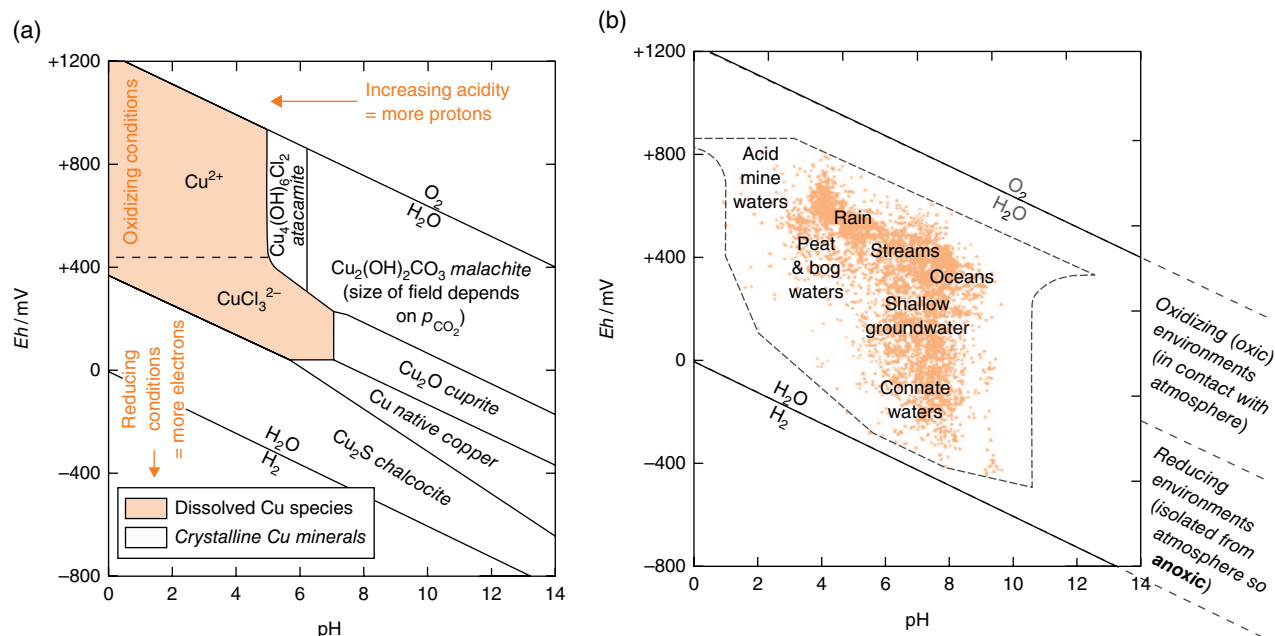 (a)
+1200
+800
+400
0
−400
−800
Eh / mV
0 2 4 6 8 10 12 14
pH
Oxidizing conditions
Increasing acidity
= more protons
Cu²⁺
Cu₄(OH)₆Cl₂
atacamite
O₂
H₂O
Cu₂(OH)₂CO₃ malachite
(size of field depends
on pCO₂)
CuCl₃²⁻
Cu₂O cuprite
Cu native copper
Cu₂S chalcocite
Reducing
conditions
= more electrons
H₂O
H₂
Dissolved Cu species
Crystalline Cu minerals
(b)
+1200
+800
+400
0
−400
−800
Eh / mV
0 2 4 6 8 10 12 14
pH
O₂
H₂O
Acid
mine
waters
Rain
Peat
& bog
waters
Streams
Oceans
Shallow
groundwater
Connate
waters
H₂O
H₂
Oxidizing (oxic)
environments
(in contact with
atmosphere)
Reducing
environments
(isolated from
atmosphere so
anoxic)